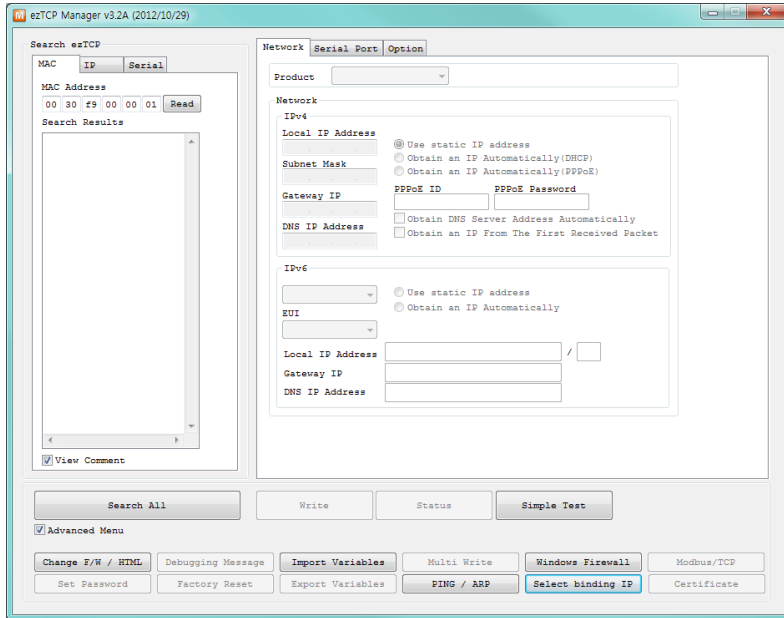 ezTCP Manager v3.2A (2012/10/29)
Search ezTCP
MAC IP Serial
MAC Address
00 30 f9 00 00 01 Read
Search Results
View Comment
Network Serial Port Option
Product
Network
IPv4
Local IP Address
Subnet Mask
Gateway IP
DNS IP Address
Use static IP address
Obtain an IP Automatically(DHCP)
Obtain an IP Automatically(PPPoE)
PPPoE ID PPPoE Password
Obtain DNS Server Address Automatically
Obtain an IP From The First Received Packet
IPv6
EUI
Use static IP address
Obtain an IP Automatically
Local IP Address /
Gateway IP
DNS IP Address
Search All Write Status Simple Test
Advanced Menu
Change F/W / HTML Debugging Message Import Variables Multi Write Windows Firewall Modbus/TCP
Set Password Factory Reset Export Variables PING / ARP Select binding IP Certificate